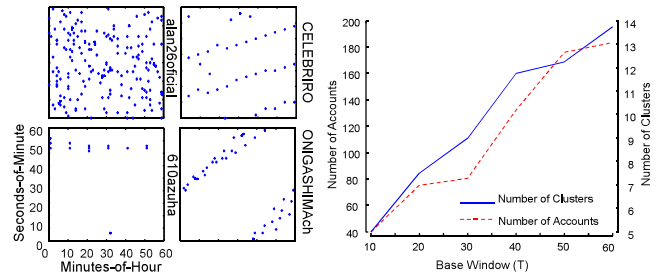 alan26oficial
CELEBRIRO
610azuha
ONIGASHIMAch
Seconds-of-Minute
60
50
40
30
20
10
0
0 10 20 30 40 50 60
Minutes-of-Hour
Number of Accounts
200
180
160
140
120
100
80
60
40
10 20 30 40 50 60
Base Window (T)
Number of Clusters
Number of Accounts
14
13
12
11
10
9
8
7
6
5
Number of Clusters